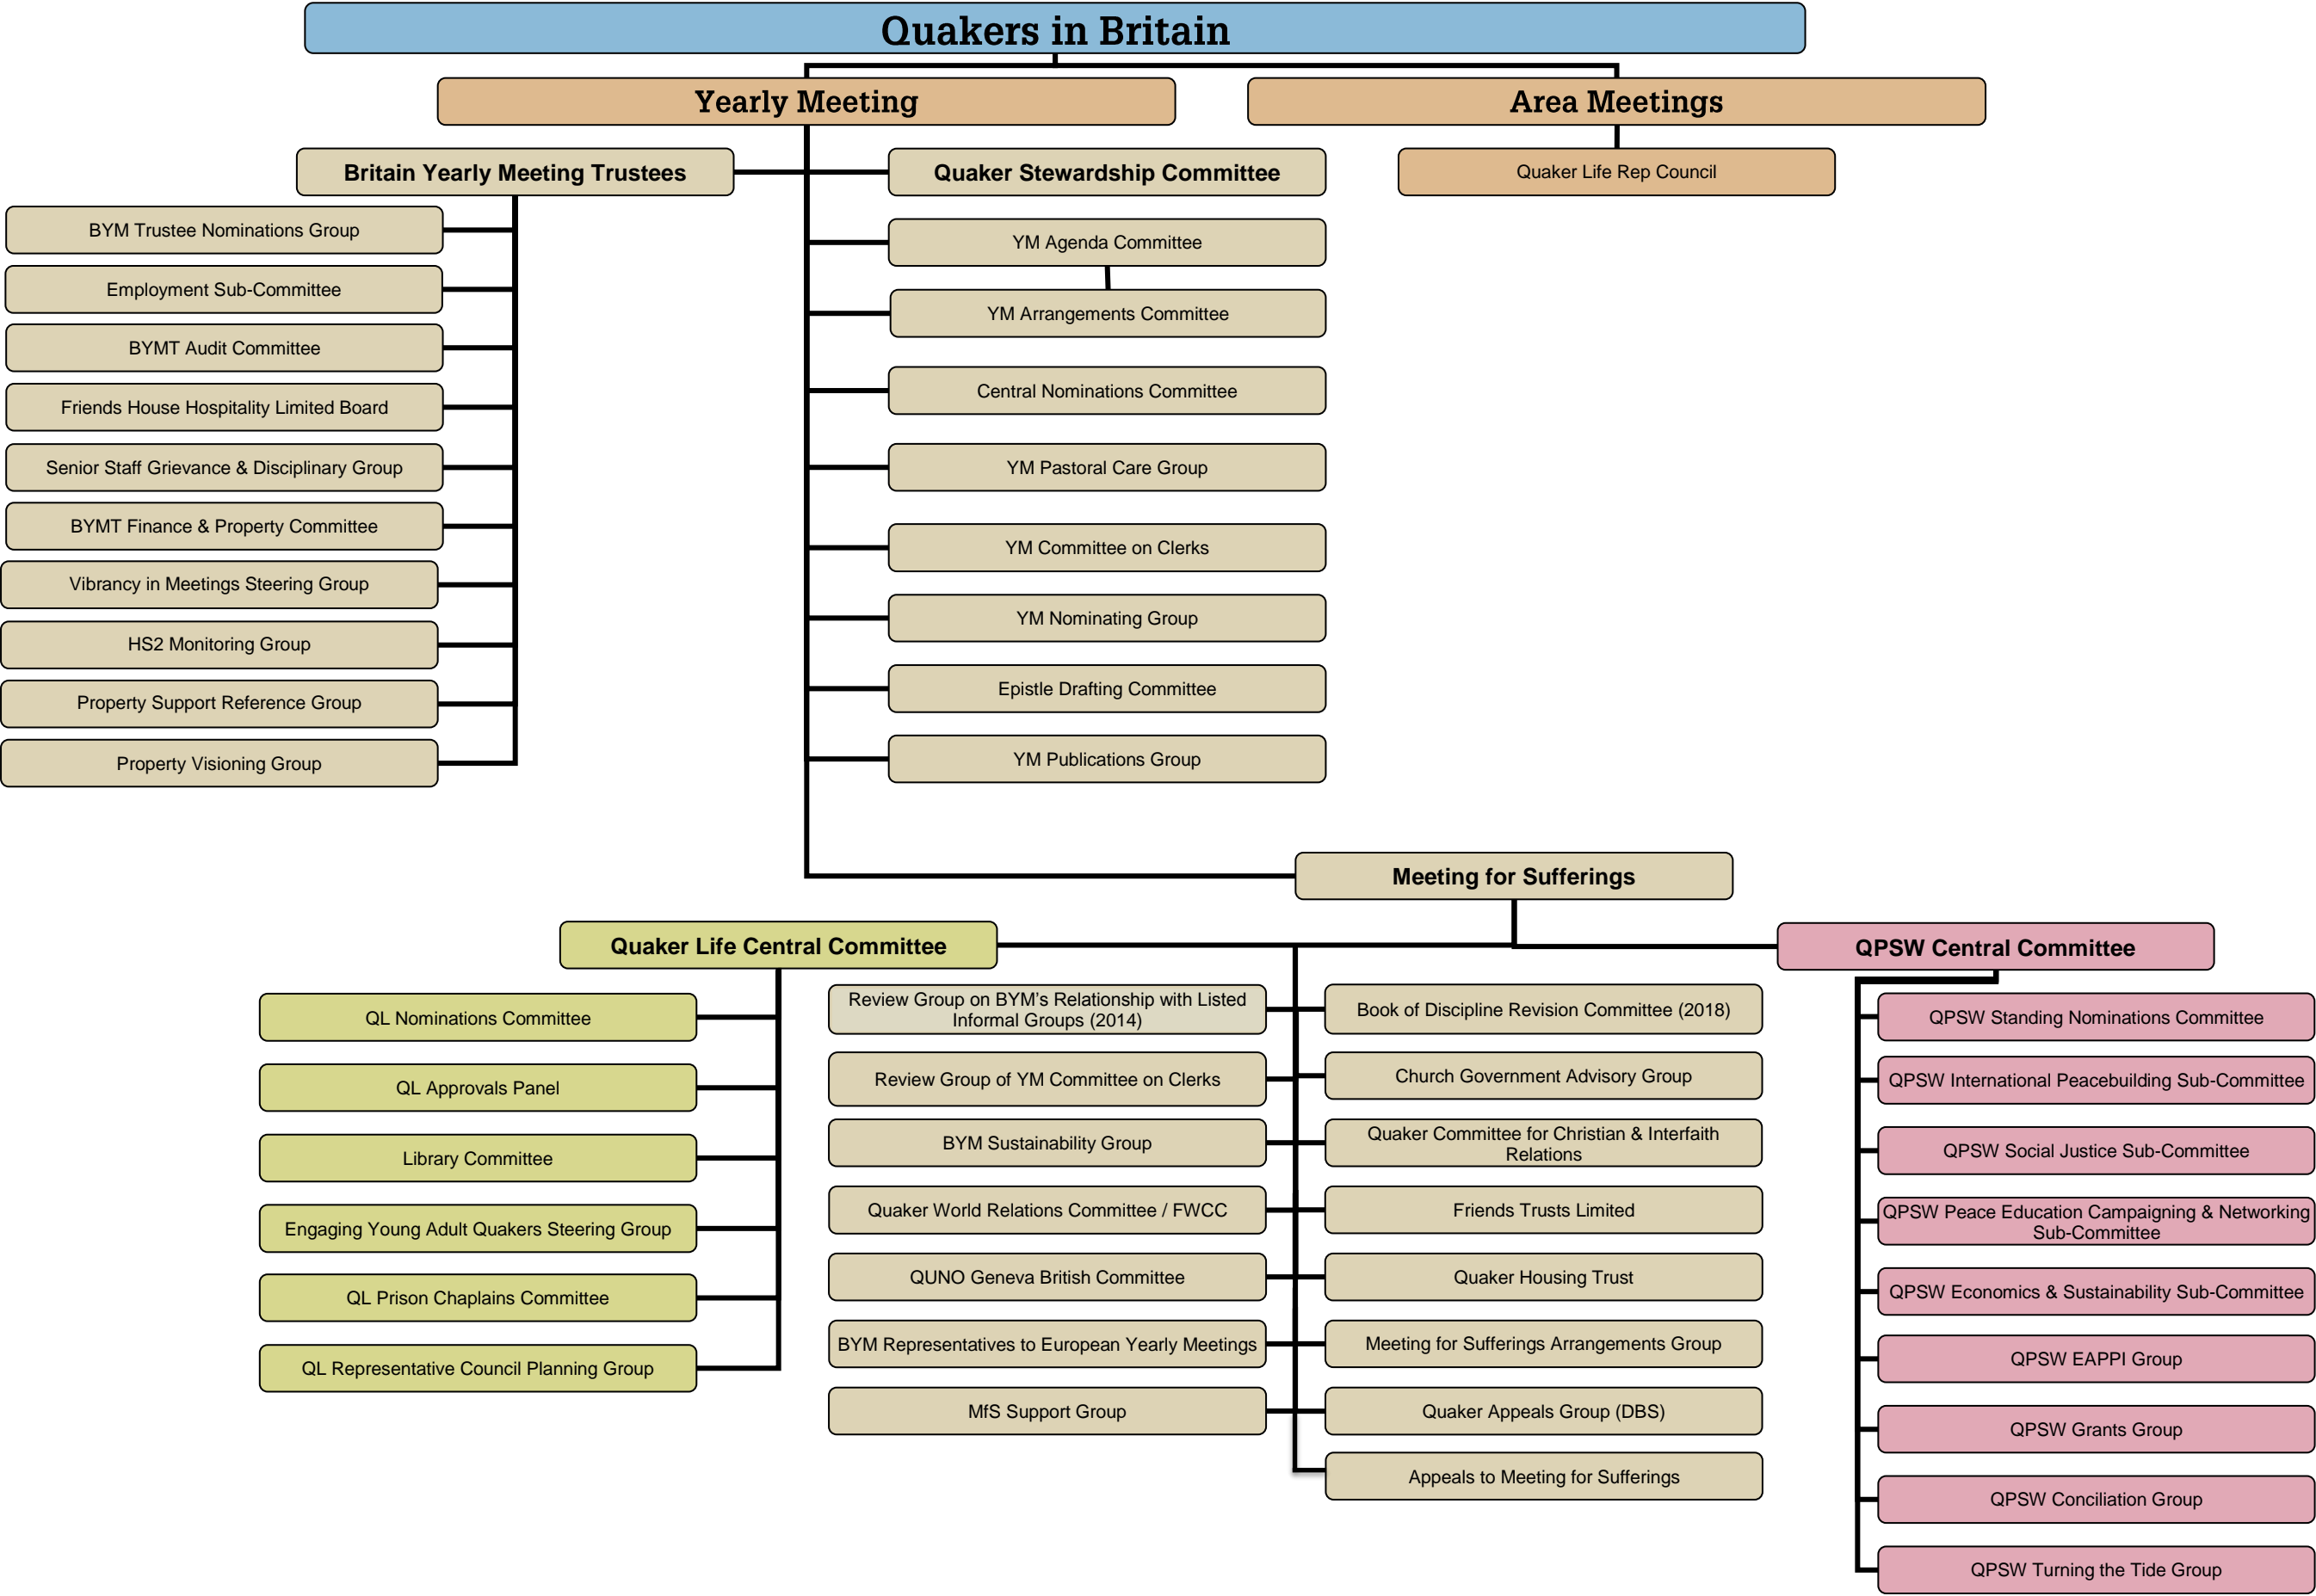 Quakers in Britain
Yearly Meeting
Area Meetings
Britain Yearly Meeting Trustees
Quaker Stewardship Committee
Quaker Life Rep Council
BYM Trustee Nominations Group
Employment Sub-Committee
BYMT Audit Committee
Friends House Hospitality Limited Board
Senior Staff Grievance & Disciplinary Group
BYMT Finance & Property Committee
Vibrancy in Meetings Steering Group
HS2 Monitoring Group
Property Support Reference Group
Property Visioning Group
YM Agenda Committee
YM Arrangements Committee
Central Nominations Committee
YM Pastoral Care Group
YM Committee on Clerks
YM Nominating Group
Epistle Drafting Committee
YM Publications Group
Meeting for Sufferings
Quaker Life Central Committee
QPSW Central Committee
QL Nominations Committee
QL Approvals Panel
Library Committee
Engaging Young Adult Quakers Steering Group
QL Prison Chaplains Committee
QL Representative Council Planning Group
Review Group on BYM's Relationship with Listed
Informal Groups (2014)
Review Group of YM Committee on Clerks
BYM Sustainability Group
Quaker World Relations Committee / FWCC
QUNO Geneva British Committee
BYM Representatives to European Yearly Meetings
MfS Support Group
Book of Discipline Revision Committee (2018)
Church Government Advisory Group
Quaker Committee for Christian & Interfaith
Relations
Friends Trusts Limited
Quaker Housing Trust
Meeting for Sufferings Arrangements Group
Quaker Appeals Group (DBS)
Appeals to Meeting for Sufferings
QPSW Standing Nominations Committee
QPSW International Peacebuilding Sub-Committee
QPSW Social Justice Sub-Committee
QPSW Peace Education Campaigning & Networking
Sub-Committee
QPSW Economics & Sustainability Sub-Committee
QPSW EAPPI Group
QPSW Grants Group
QPSW Conciliation Group
QPSW Turning the Tide Group